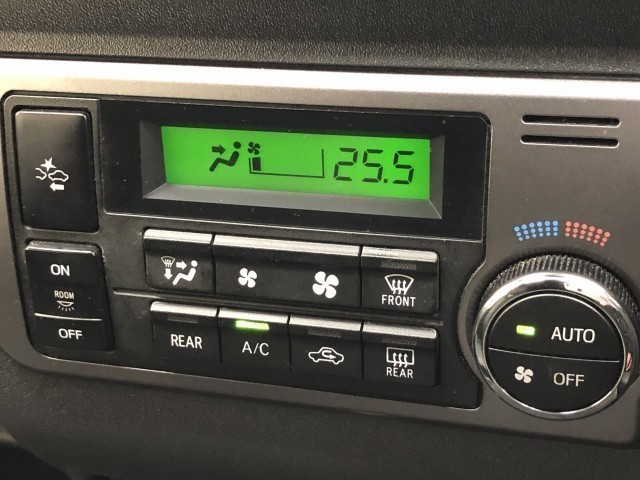 25.5
ON
ROOM
OFF
FRONT
REAR
A/C
REAR
AUTO
OFF